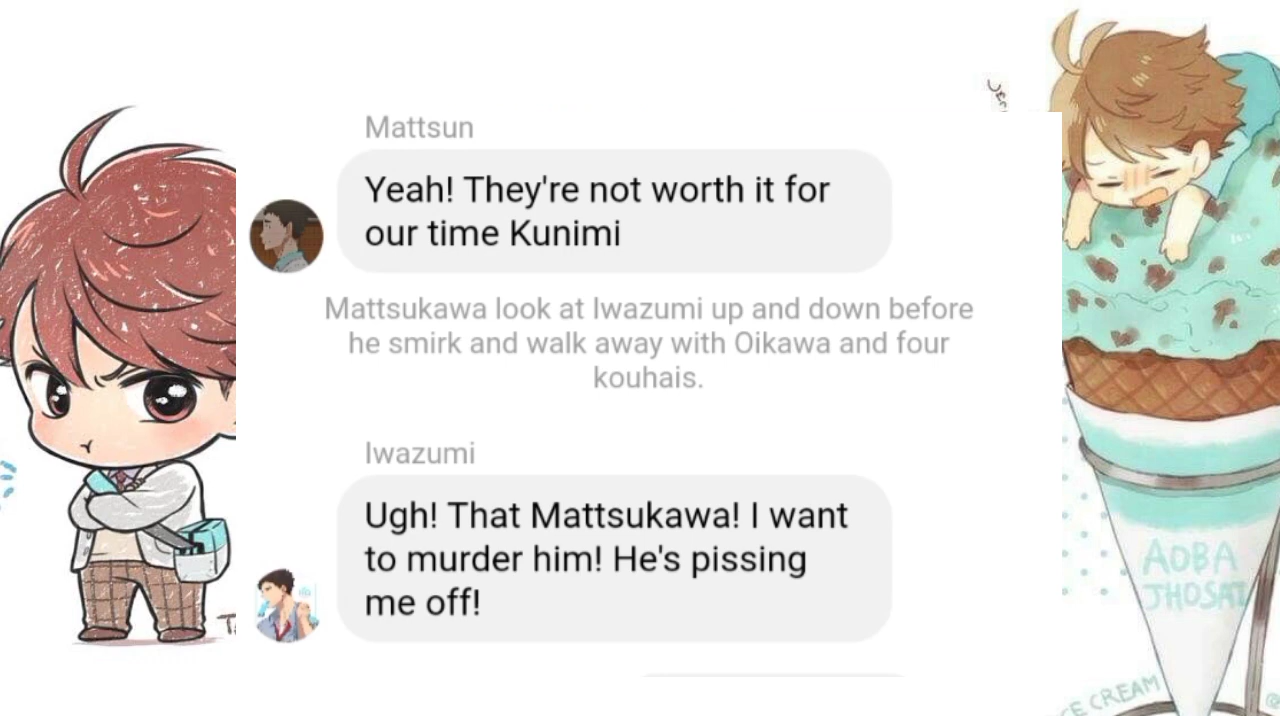 Mattsun
Yeah! They're not worth it for
our time Kunimi
Mattsukawa look at Iwazumi up and down before
he smirk and walk away with Oikawa and four
kouhais.
Iwazumi
Ugh! That Mattsukawa! I want
to murder him! He's pissing
me off!
AOBA
JHOSAI
CE CREAM